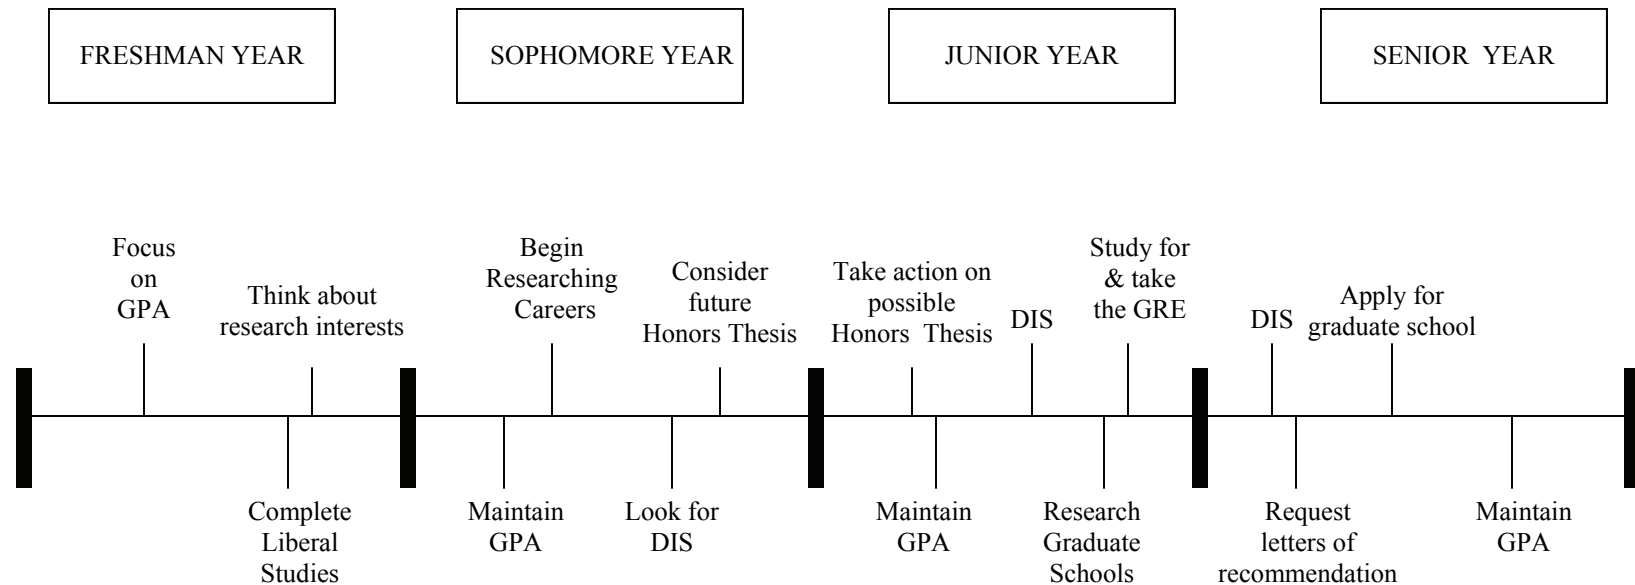 FRESHMAN YEAR
SOPHOMORE YEAR
JUNIOR YEAR
SENIOR YEAR
Focus
on
GPA
Think about
research interests
Begin
Researching
Careers
Consider
future
Honors Thesis
Take action on
possible
Honors Thesis
DIS
Study for
& take
the GRE
DIS
Apply for
graduate school
Complete
Liberal
Studies
Maintain
GPA
Look for
DIS
Maintain
GPA
Research
Graduate
Schools
Request
letters of
recommendation
Maintain
GPA